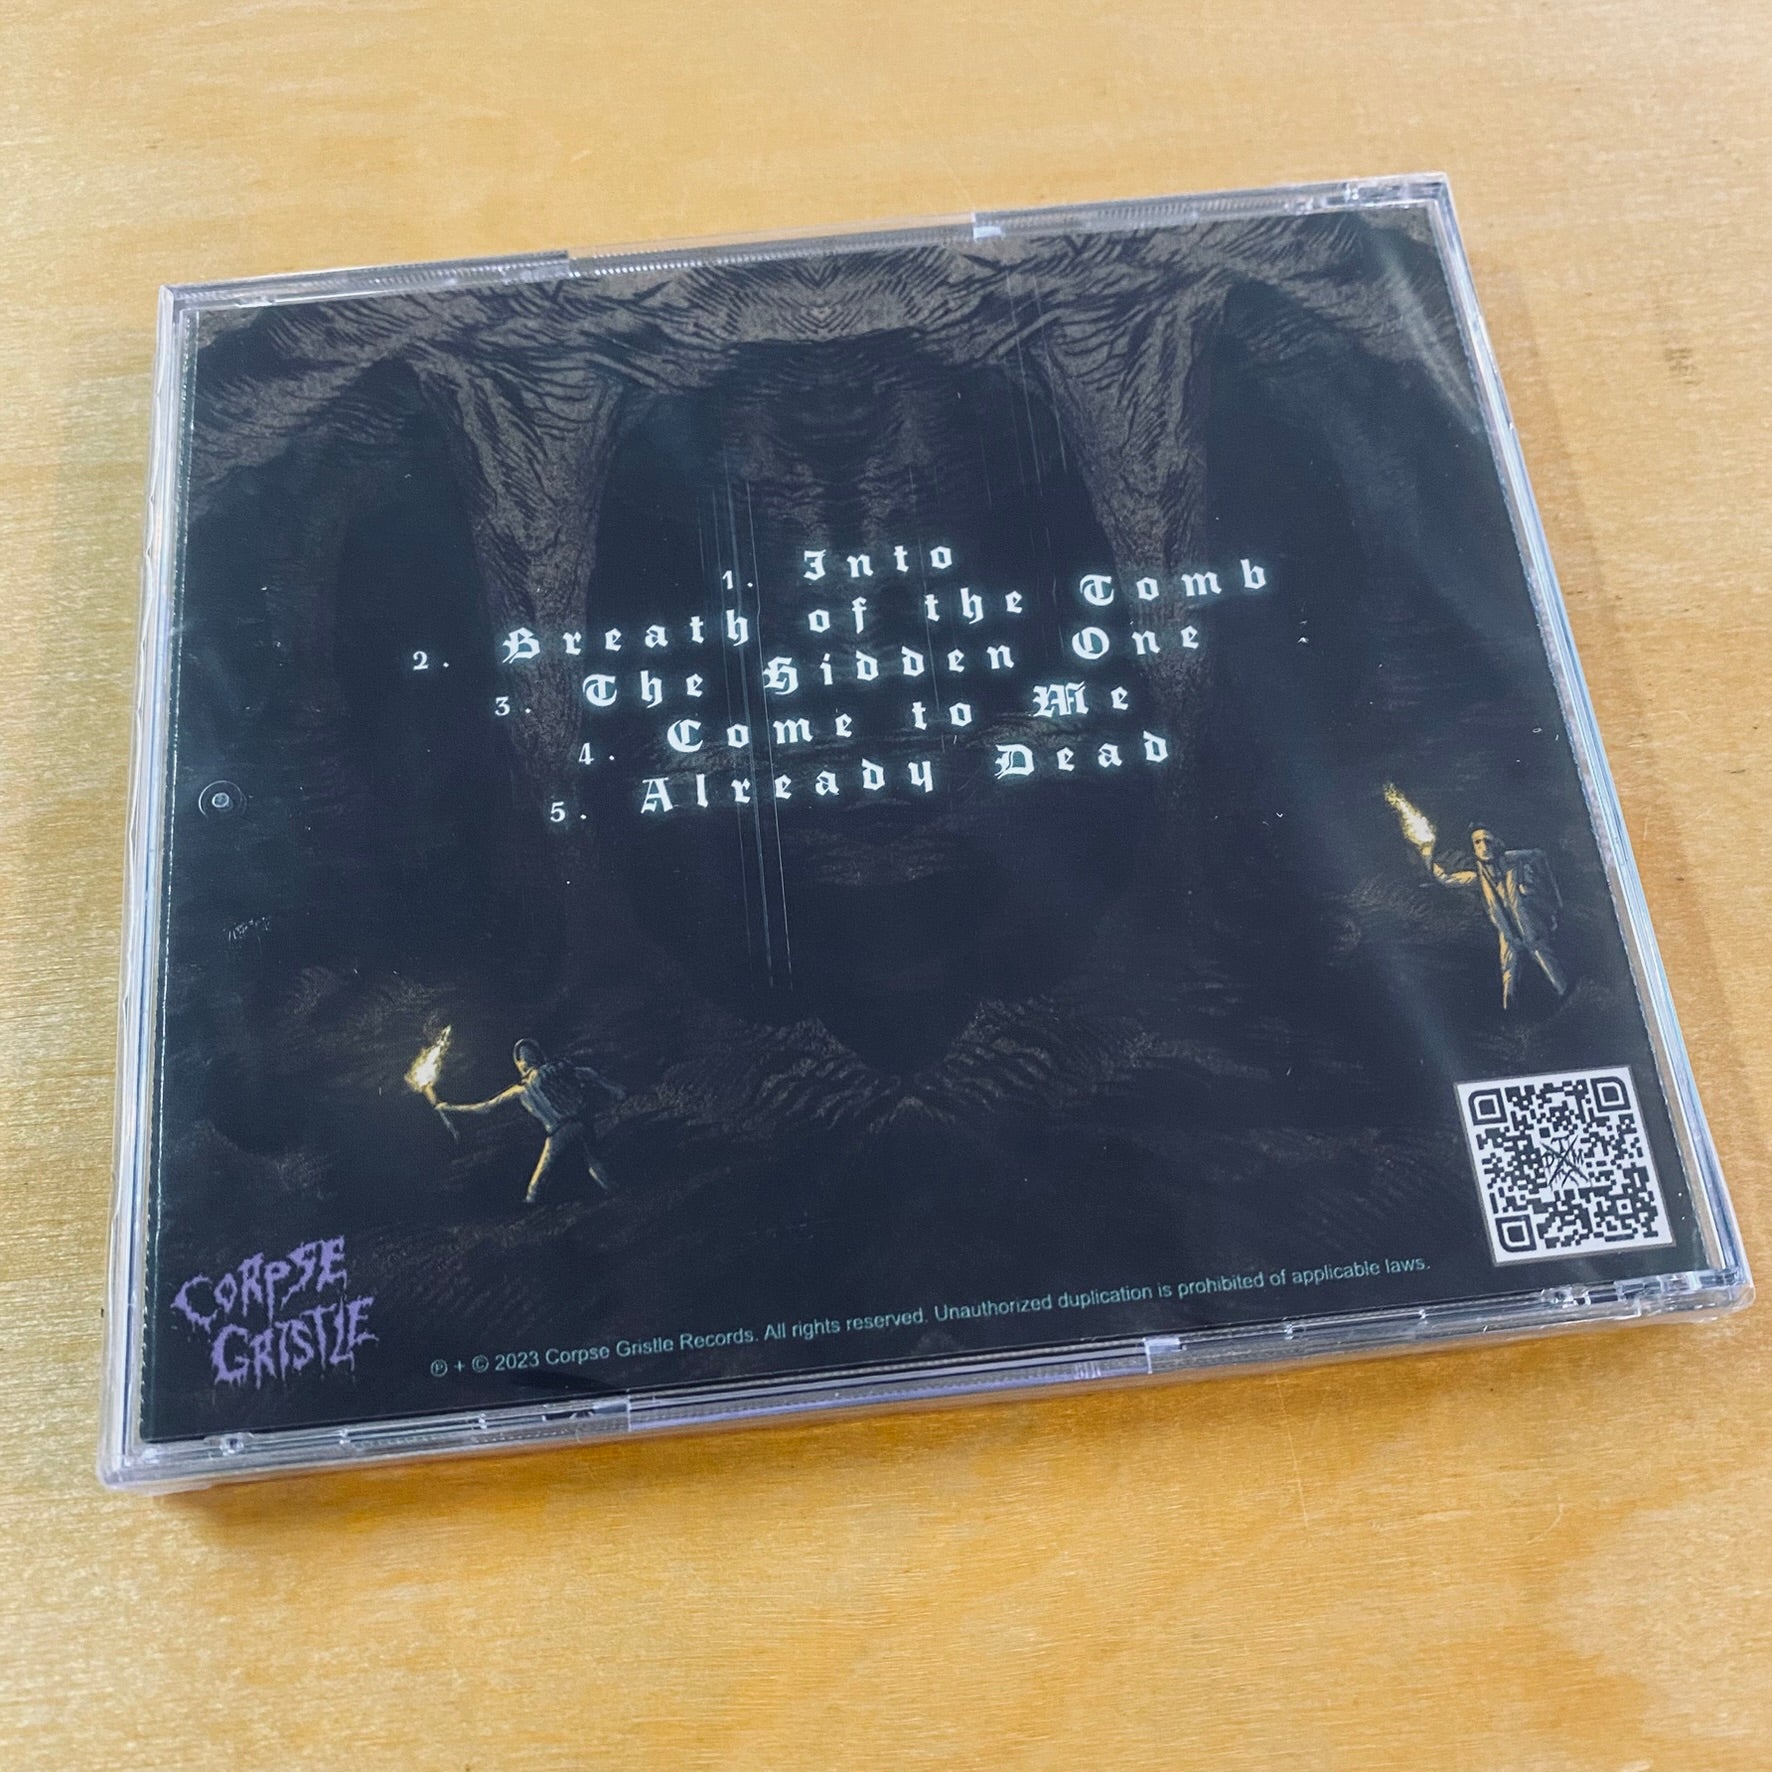 1. Into
2. Breath of the Tomb
3. The Hidden One
4. Come to Me
5. Already Dead
CORPSE
GRISTLE
℗ + © 2023 Corpse Gristle Records. All rights reserved. Unauthorized duplication is prohibited of applicable laws.